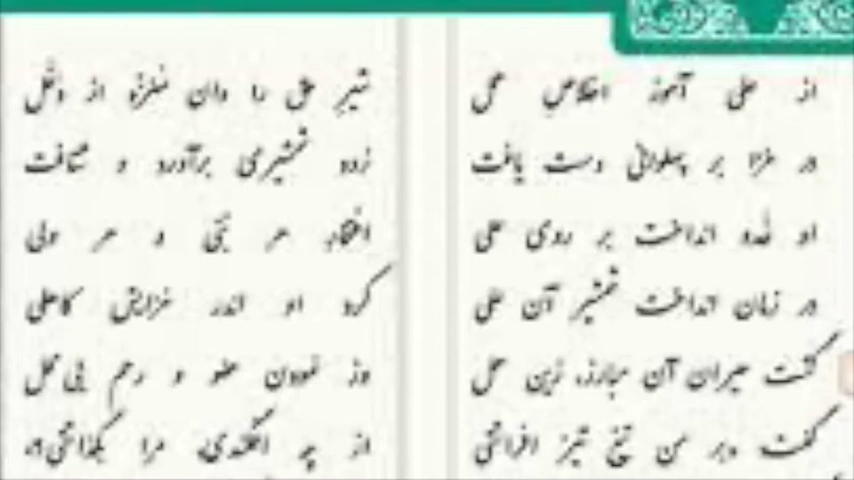 از علی آموز اخلاص عمل شیر حق را دان منزّه از دغل
در غزا بر پهلوانی دست یافت زود شمشیری برآورد و شتافت
او خدو انداخت بر روی علی افتخار هر نبی و هر ولی
در زمان انداخت شمشیر آن علی کرد او اندر غزایش کاهلی
گشت حیران آن مبارز، زین عمل وز نمودن عفو و رحم بی محل
گفت بر من تیغ تیز افراشتی از چه افکندی، مرا بگذاشتی؟